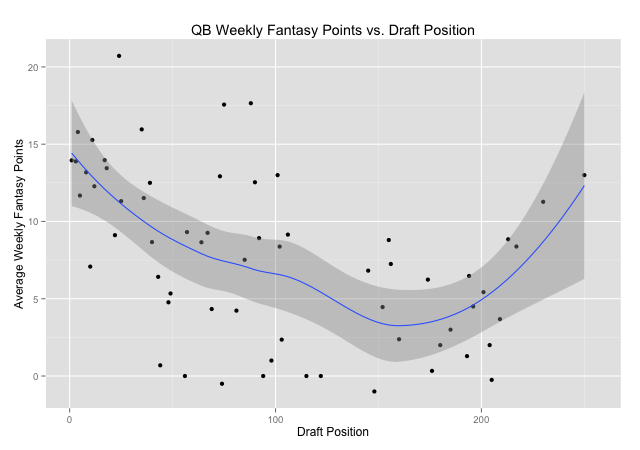 QB Weekly Fantasy Points vs. Draft Position
20
15
10
5
0
Average Weekly Fantasy Points
0 100 200
Draft Position